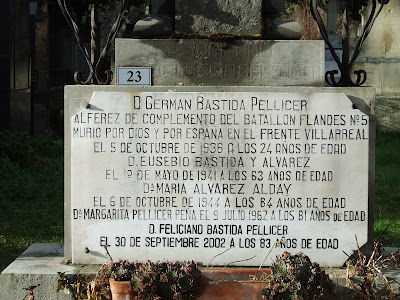 23
D. GERMAN BASTIDA PELLICER
ALFEREZ DE COMPLEMENTO DEL BATALLON FLANDES Nº 5
MURIO POR DIOS Y POR ESPAÑA EN EL FRENTE VILLARREAL
EL 5 DE OCTUBRE DE 1936 A LOS 24 AÑOS DE EDAD
D. EUSEBIO BASTIDA Y ALVAREZ
EL 1º DE MAYO DE 1941 A LOS 63 AÑOS DE EDAD
Dª MARIA ALVAREZ ALDAY
EL 6 DE OCTUBRE DE 1944 A LOS DE EDAD
Dª MARGARITA PELLICER PEÑA EL 9 JULIO 1962 A LOS 81 AÑOS DE EDAD
D. FELICIANO BASTIDA PELLICER
EL 30 DE SEPTIEMBRE 2002 A LOS 83 AÑOS DE EDAD